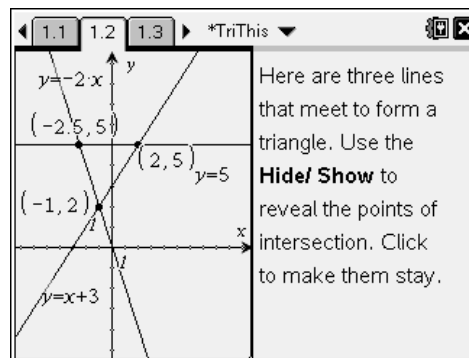 1.1 1.2 1.3 *TriThis
y=-2·x
y
(-2.5,5)
(2,5)
y=5
(-1,2)
1
x
1
y=x+3
Here are three lines
that meet to form a
triangle. Use the
Hide/ Show to
reveal the points of
intersection. Click
to make them stay.